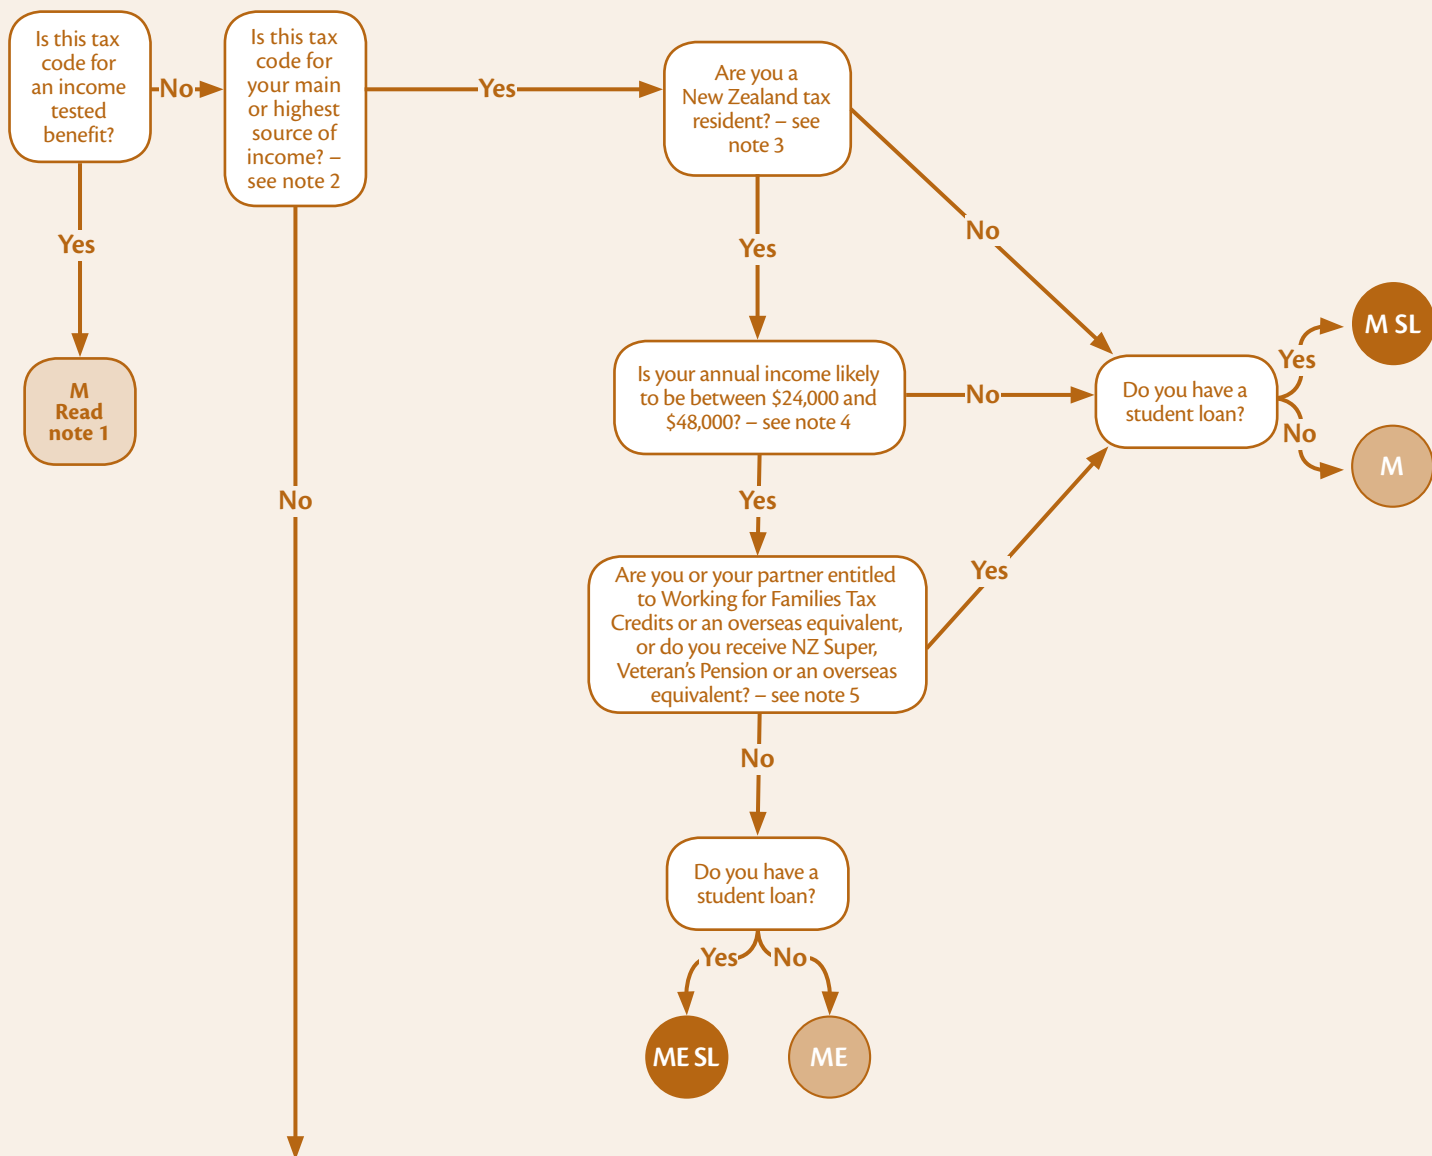 Is this tax
code for
an income
tested
benefit?
No
Is this tax
code for
your main
or highest
source of
income? –
see note 2
Yes
Are you a
New Zealand tax
resident? – see
note 3
Yes
M
Read
note 1
No
Yes
No
Is your annual income likely
to be between $24,000 and
$48,000? – see note 4
No
Do you have a
student loan?
Yes
M SL
No
M
Yes
Are you or your partner entitled
to Working for Families Tax
Credits or an overseas equivalent,
or do you receive NZ Super,
Veteran's Pension or an overseas
equivalent? – see note 5
Yes
No
Do you have a
student loan?
Yes
No
ME SL
ME